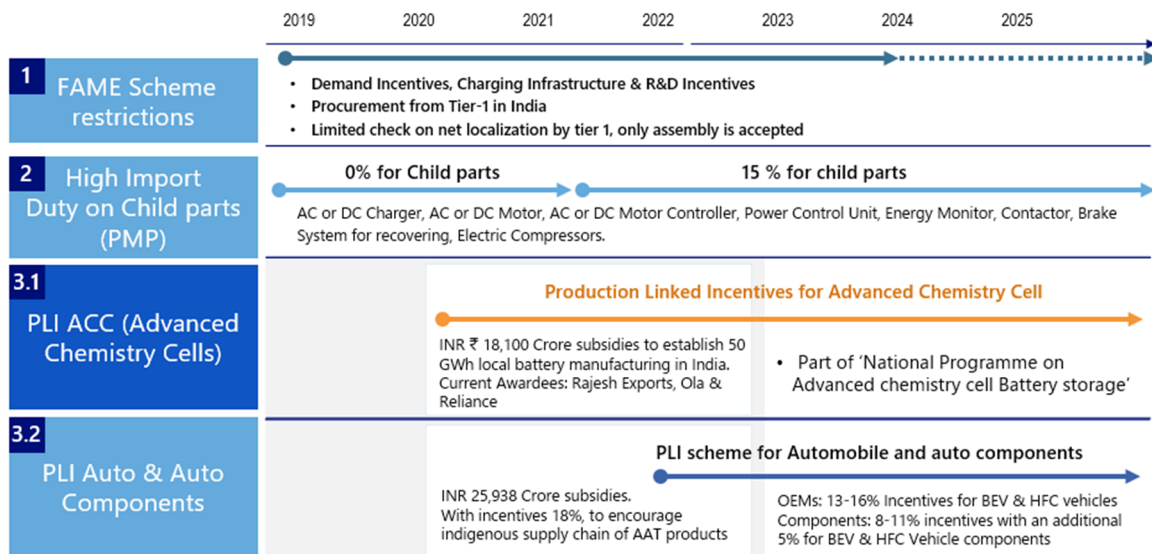 2019 2020 2021 2022 2023 2024 2025
1
FAME Scheme
restrictions
• Demand Incentives, Charging Infrastructure & R&D Incentives
• Procurement from Tier-1 in India
• Limited check on net localization by tier 1, only assembly is accepted
2
High Import
Duty on Child parts
(PMP)
0% for Child parts
15 % for child parts
AC or DC Charger, AC or DC Motor, AC or DC Motor Controller, Power Control Unit, Energy Monitor, Contactor, Brake
System for recovering, Electric Compressors.
3.1
PLI ACC (Advanced
Chemistry Cells)
Production Linked Incentives for Advanced Chemistry Cell
INR ₹ 18,100 Crore subsidies to establish 50
GWh local battery manufacturing in India.
Current Awardees: Rajesh Exports, Ola &
Reliance
• Part of ‘National Programme on
Advanced chemistry cell Battery storage’
3.2
PLI Auto & Auto
Components
PLI scheme for Automobile and auto components
INR 25,938 Crore subsidies.
With incentives 18%, to encourage
indigenous supply chain of AAT products
OEMs: 13-16% Incentives for BEV & HFC vehicles
Components: 8-11% incentives with an additional
5% for BEV & HFC Vehicle components